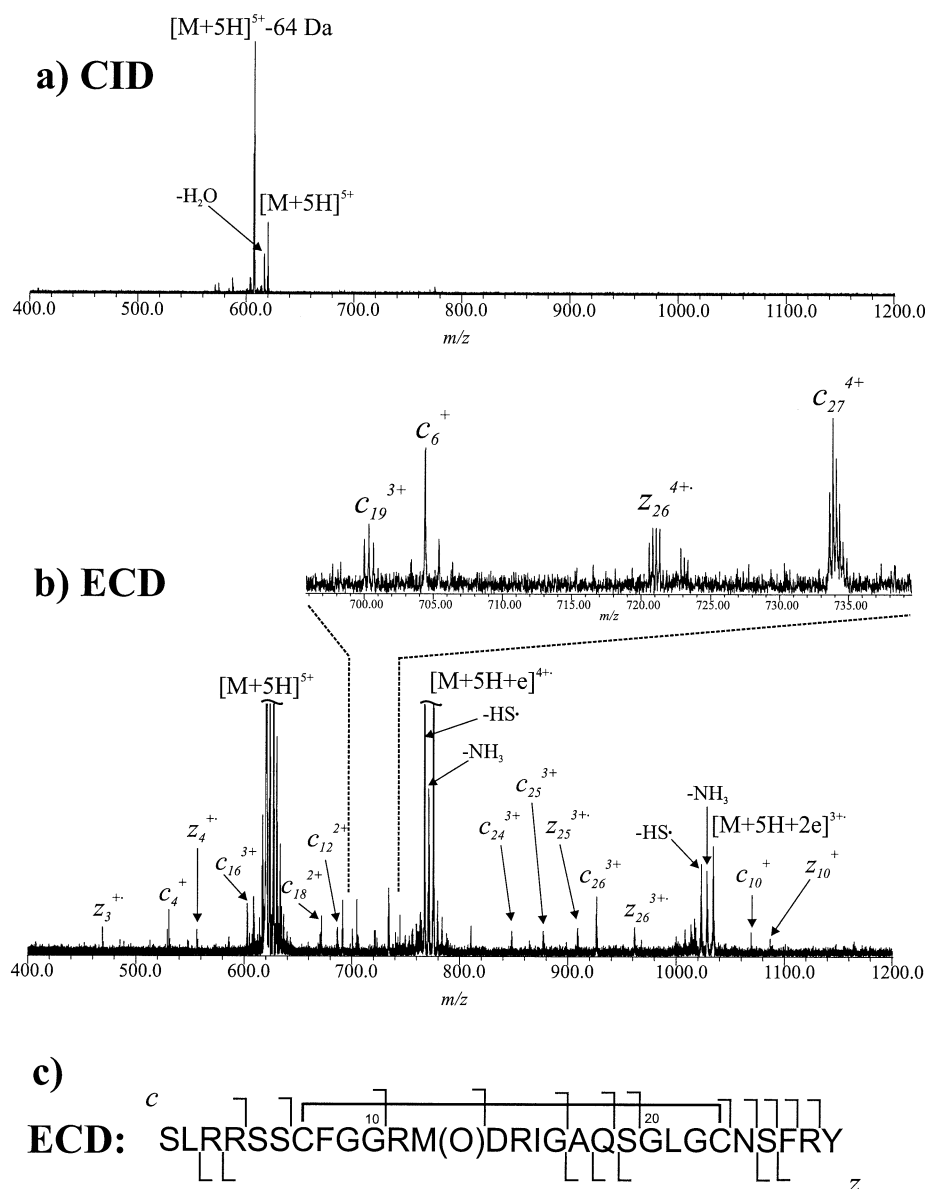 [M+5H]5+-64 Da
a) CID
-H2O
[M+5H]5+
400.0 500.0 600.0 700.0 800.0 900.0 1000.0 1100.0 1200.0
m/z
c27 4+
c6 +
c19 3+
z26 4+·
b) ECD
700.00 705.00 710.00 715.00 720.00 725.00 730.00 735.00
m/z
[M+5H]5+
[M+5H+e]4+·
-HS·
-NH3
c25 3+
-NH3
c24 3+
z25 3+·
z4 +·
c12 2+
-HS·
[M+5H+2e]3+·
c16 3+
c18 2+
c26 3+
c10 +
z10 +
z3 +·
c4 +
z26 3+·
400.0 500.0 600.0 700.0 800.0 900.0 1000.0 1100.0 1200.0
m/z
c)
c
10 20
ECD: SLRRSSCFGGRM(O)DRIGAQSGLGCNSFRY
z